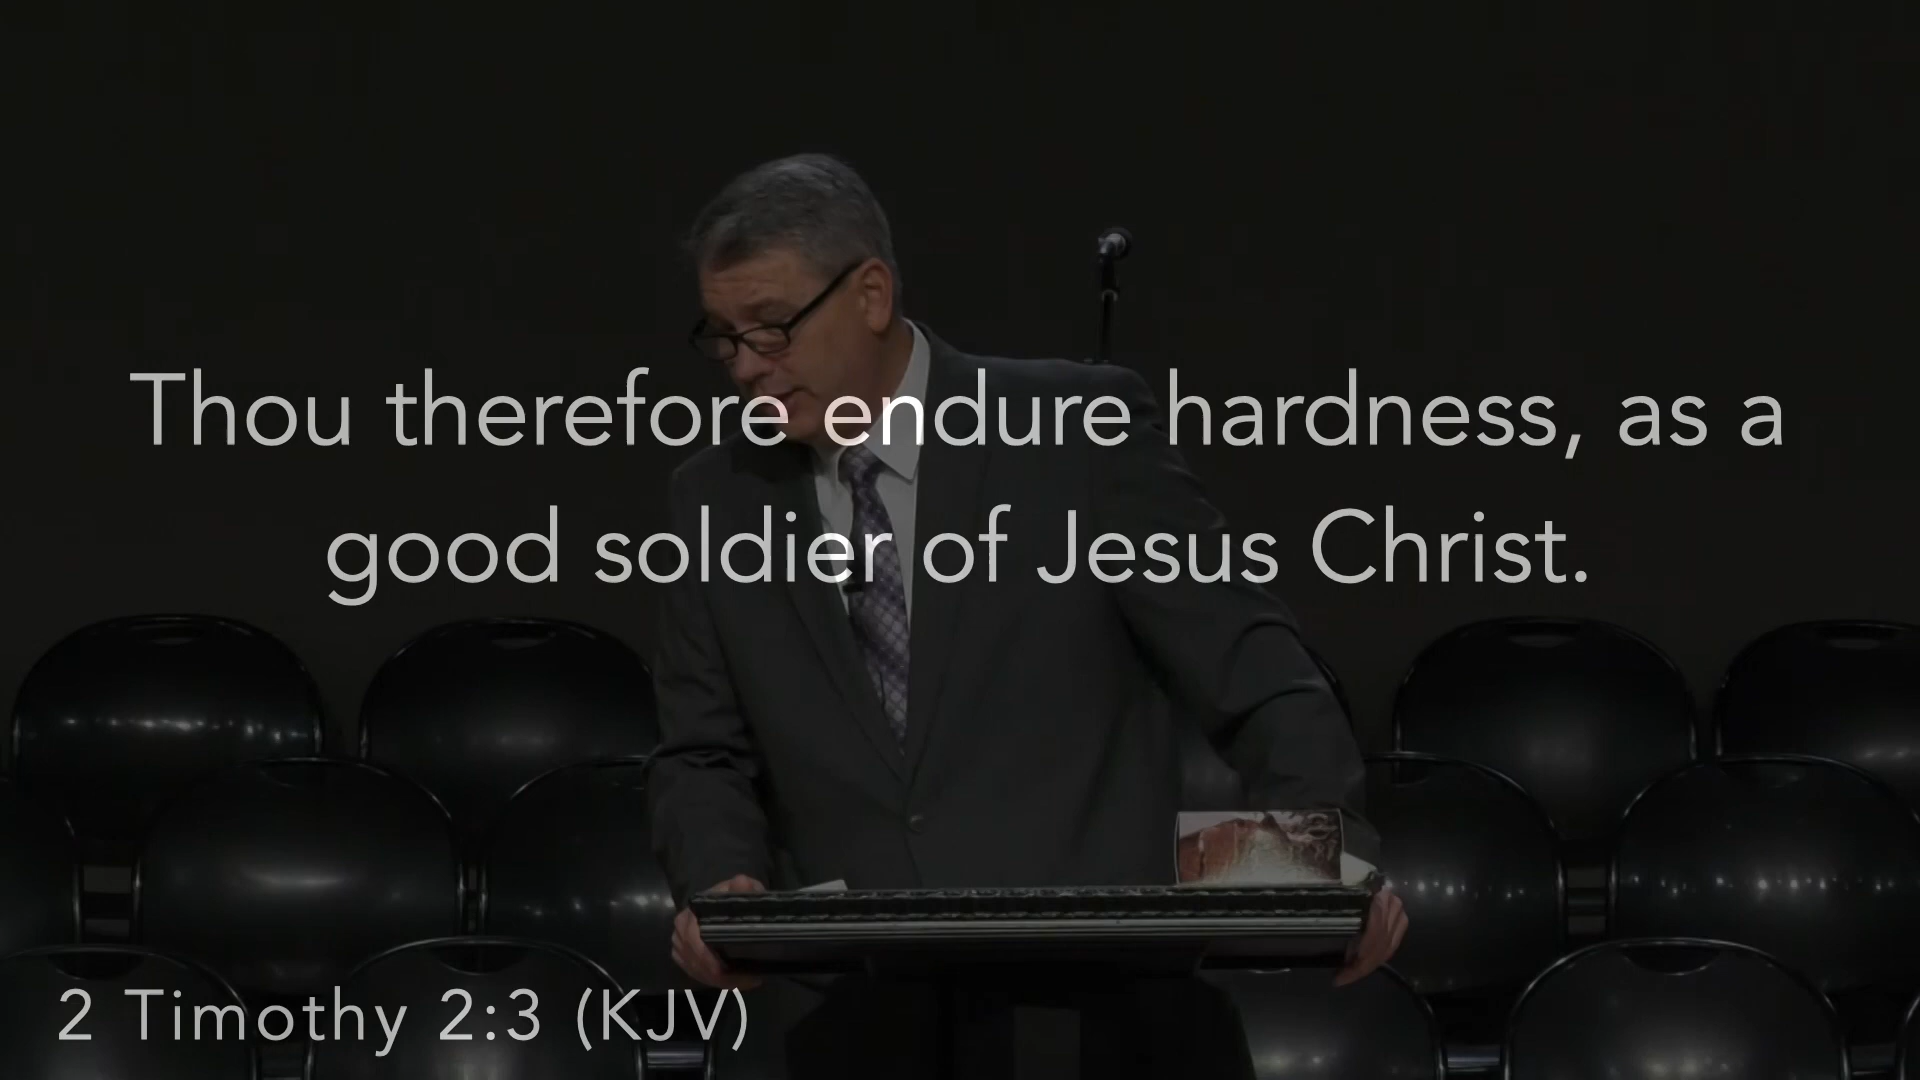 Thou therefore endure hardness, as a
good soldier of Jesus Christ.
2 Timothy 2:3 (KJV)